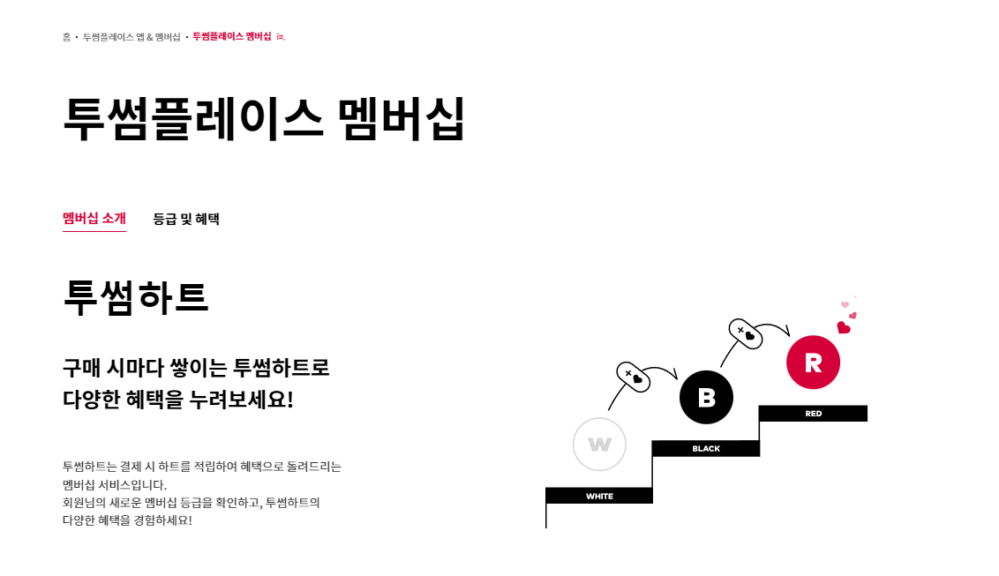 홈 • 투썸플레이스 앱 & 멤버십 • 투썸플레이스 멤버십
투썸플레이스 멤버십
멤버십 소개 등급 및 혜택
투썸하트
구매 시마다 쌓이는 투썸하트로
다양한 혜택을 누려보세요!
투썸하트는 결제 시 하트를 적립하여 혜택으로 돌려드리는
멤버십 서비스입니다.
회원님의 새로운 멤버십 등급을 확인하고, 투썸하트의
다양한 혜택을 경험하세요!
R
RED
B
BLACK
W
WHITE